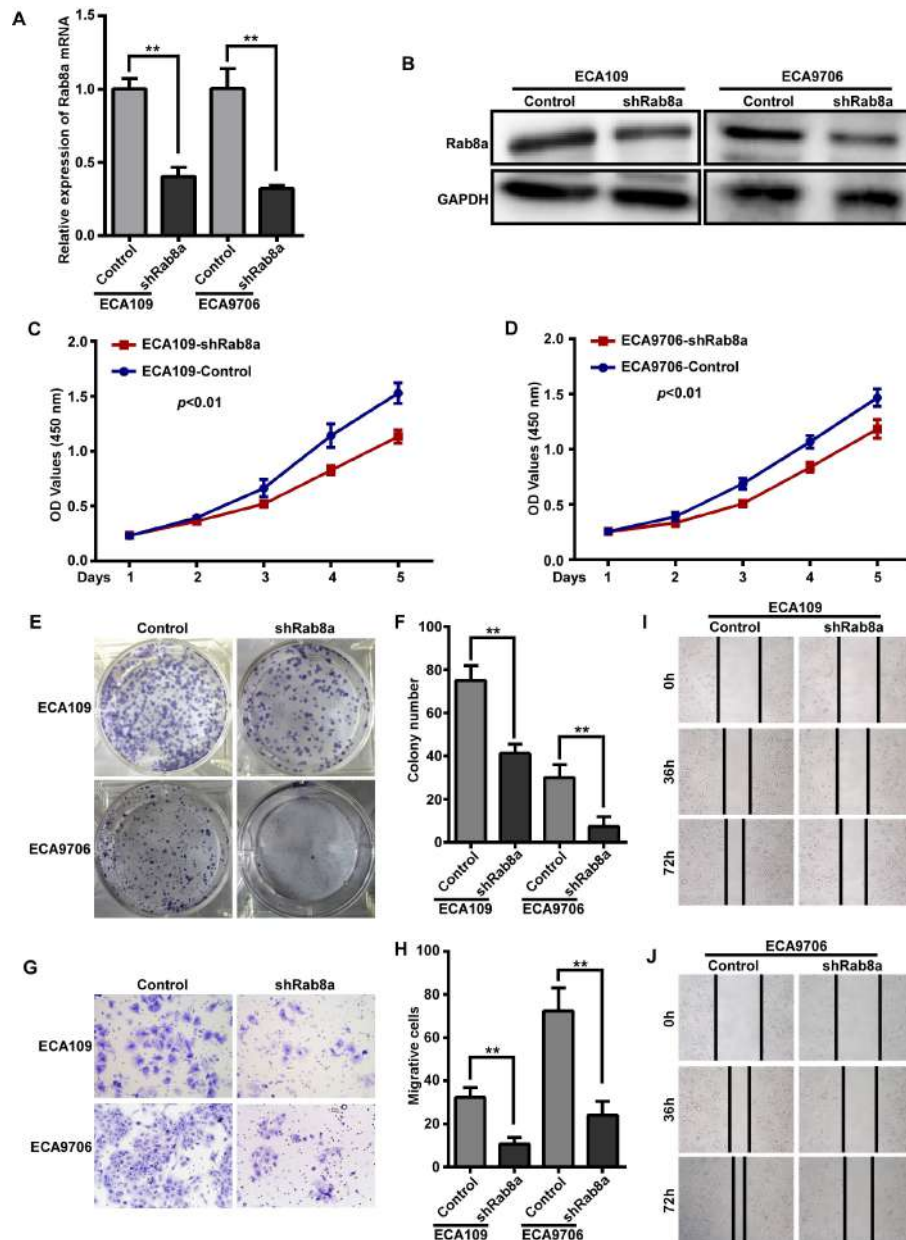 A
Relative expression of Rab8a mRNA
1.5
1.0
0.5
0.0
**
**
Control
shRab8a
Control
shRab8a
ECA109
ECA9706
B
ECA109
ECA9706
Control
shRab8a
Control
shRab8a
Rab8a
GAPDH
C
ECA109-shRab8a
ECA109-Control
p<0.01
OD Values (450 nm)
2.0
1.5
1.0
0.5
0.0
Days
1
2
3
4
5
D
ECA9706-shRab8a
ECA9706-Control
p<0.01
OD Values (450 nm)
2.0
1.5
1.0
0.5
0.0
Days
1
2
3
4
5
E
Control
shRab8a
ECA109
ECA9706
F
Colony number
100
80
60
40
20
0
**
**
Control
shRab8a
Control
shRab8a
ECA109
ECA9706
G
Control
shRab8a
ECA109
ECA9706
H
Migrative cells
100
80
60
40
20
0
**
**
Control
shRab8a
Control
shRab8a
ECA109
ECA9706
I
ECA109
Control
shRab8a
0h
36h
72h
J
ECA9706
Control
shRab8a
0h
36h
72h